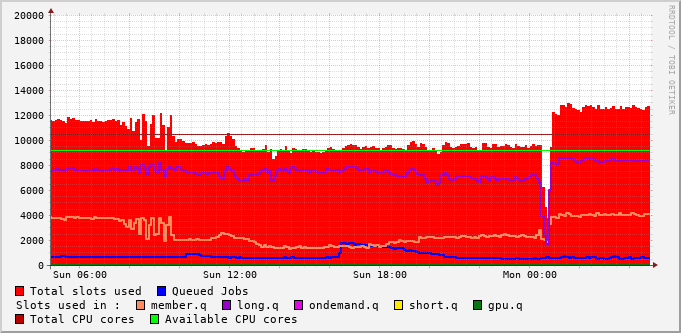 20000
18000
16000
14000
12000
10000
8000
6000
4000
2000
0
Sun 06:00 Sun 12:00 Sun 18:00 Mon 00:00
Total slots used Queued Jobs
Slots used in : member.q long.q ondemand.q short.q gpu.q
Total CPU cores Available CPU cores
RRDTOOL / TOBI OETIKER